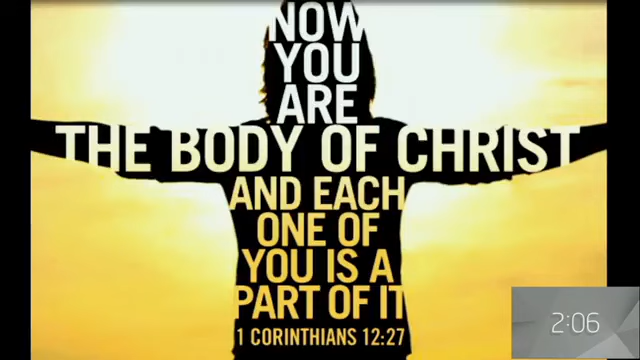 NOW
YOU
ARE
THE BODY OF CHRIST
AND EACH
ONE OF
YOU IS A
PART OF IT
1 CORINTHIANS 12:27
2:06